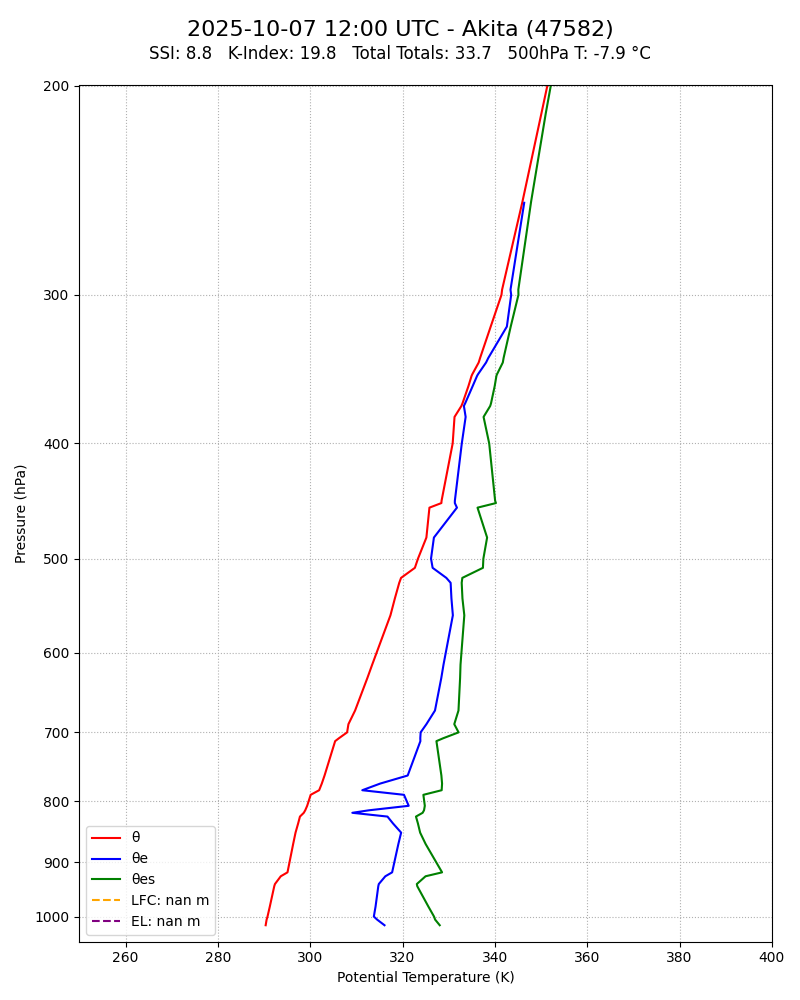 2025-10-07 12:00 UTC - Akita (47582)
SSI: 8.8   K-Index: 19.8   Total Totals: 33.7   500hPa T: -7.9 °C
200
300
400
500
600
700
800
900
1000
Pressure (hPa)
θ
θe
θes
LFC: nan m
EL: nan m
260 280 300 320 340 360 380 400
Potential Temperature (K)